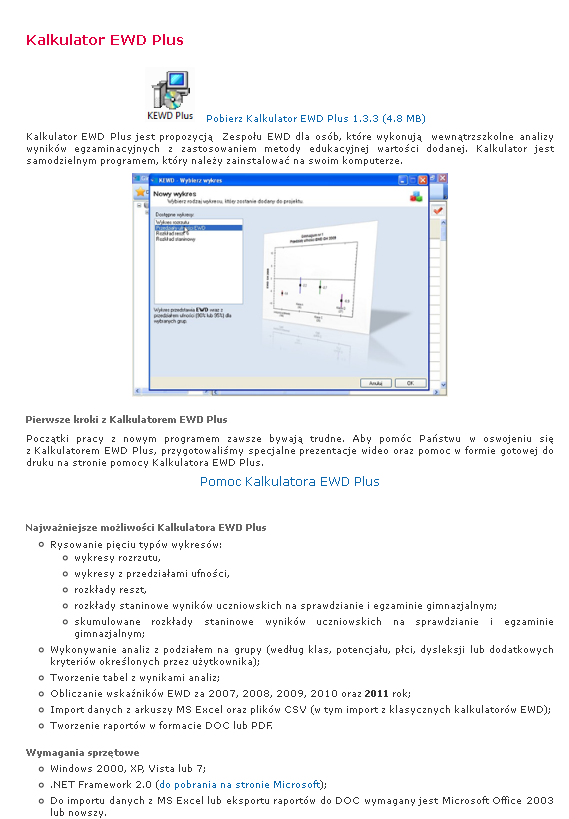 Kalkulator EWD Plus
KEWD Plus
Pobierz Kalkulator EWD Plus 1.3.3 (4.8 MB)
Kalkulator EWD Plus jest propozycją Zespołu EWD dla osób, które wykonują wewnątrzszkolne analizy
wyników egzaminacyjnych z zastosowaniem metody edukacyjnej wartości dodanej. Kalkulator jest
samodzielnym programem, który należy zainstalować na swoim komputerze.
KEWD - Wybierz wykres
Nowy wykres
Wybierz rodzaj wykresu, który zostanie dodany do projektu.
Dostępne wykresy:
Wykres rozrzutu
Przedziały ufności EWD
Rozkład reszt
Rozkład staninowy
Wykres przedstawia EWD wraz z
przedziałem ufności (90% lub 95%) dla
wybranych grup.
Anuluj
OK
Pierwsze kroki z Kalkulatorem EWD Plus
Początki pracy z nowym programem zawsze bywają trudne. Aby pomóc Państwu w oswojeniu się
z Kalkulatorem EWD Plus, przygotowaliśmy specjalne prezentacje wideo oraz pomoc w formie gotowej do
druku na stronie pomocy Kalkulatora EWD Plus.
Pomoc Kalkulatora EWD Plus
Najważniejsze możliwości Kalkulatora EWD Plus
Rysowanie pięciu typów wykresów:
wykresy rozrzutu,
wykresy z przedziałami ufności,
rozkłady reszt,
rozkłady staninowe wyników uczniowskich na sprawdzianie i egzaminie gimnazjalnym;
skumulowane rozkłady staninowe wyników uczniowskich na sprawdzianie i egzaminie
gimnazjalnym;
Wykonywanie analiz z podziałem na grupy (według klas, potencjału, płci, dysleksji lub dodatkowych
kryteriów określonych przez użytkownika);
Tworzenie tabel z wynikami analiz;
Obliczanie wskaźników EWD za 2007, 2008, 2009, 2010 oraz 2011 rok;
Import danych z arkuszy MS Excel oraz plików CSV (w tym import z klasycznych kalkulatorów EWD);
Tworzenie raportów w formacie DOC lub PDF.
Wymagania sprzętowe
Windows 2000, XP, Vista lub 7;
.NET Framework 2.0 (do pobrania na stronie Microsoft);
Do importu danych z MS Excel lub eksportu raportów do DOC wymagany jest Microsoft Office 2003
lub nowszy.